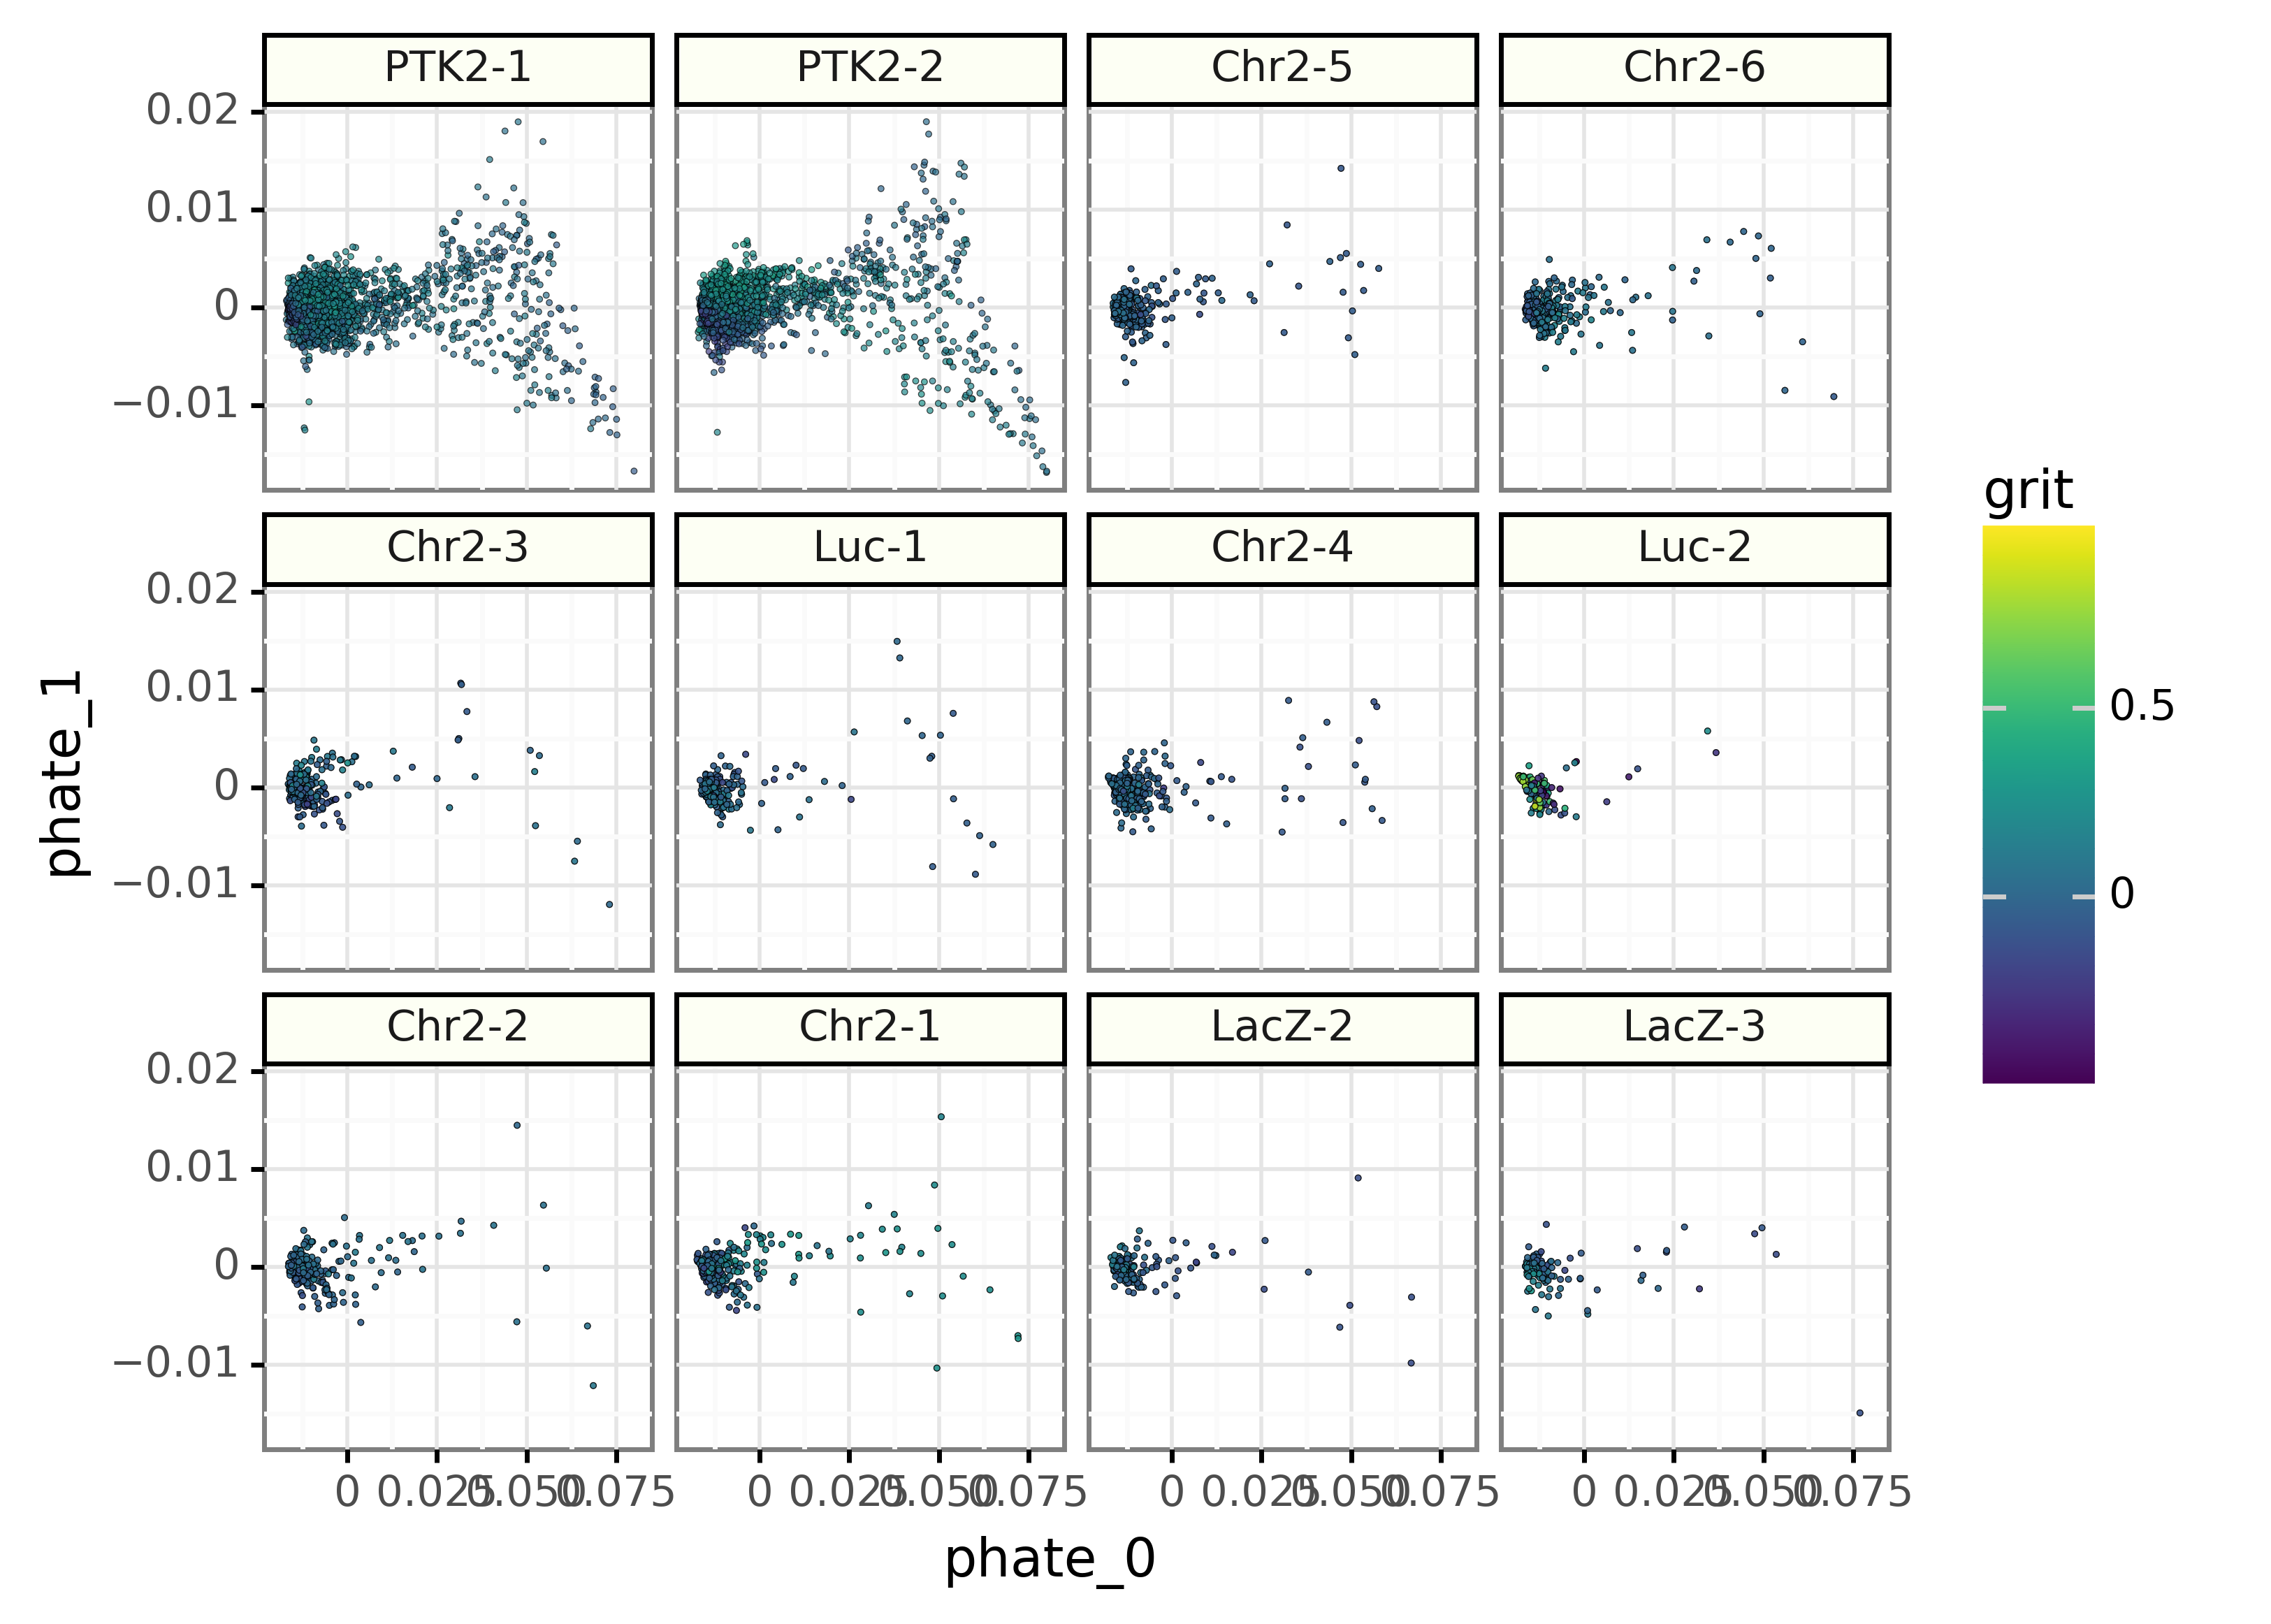 PTK2-1 PTK2-2 Chr2-5 Chr2-6
0.02
0.01
0
−0.01
Chr2-3 Luc-1 Chr2-4 Luc-2
0.02
0.01
0
−0.01
Chr2-2 Chr2-1 LacZ-2 LacZ-3
0.02
0.01
0
−0.01
0 0.025 0.050 0.075 0 0.025 0.050 0.075 0 0.025 0.050 0.075 0 0.025 0.050 0.075
phate_0
phate_1
grit
0.5
0